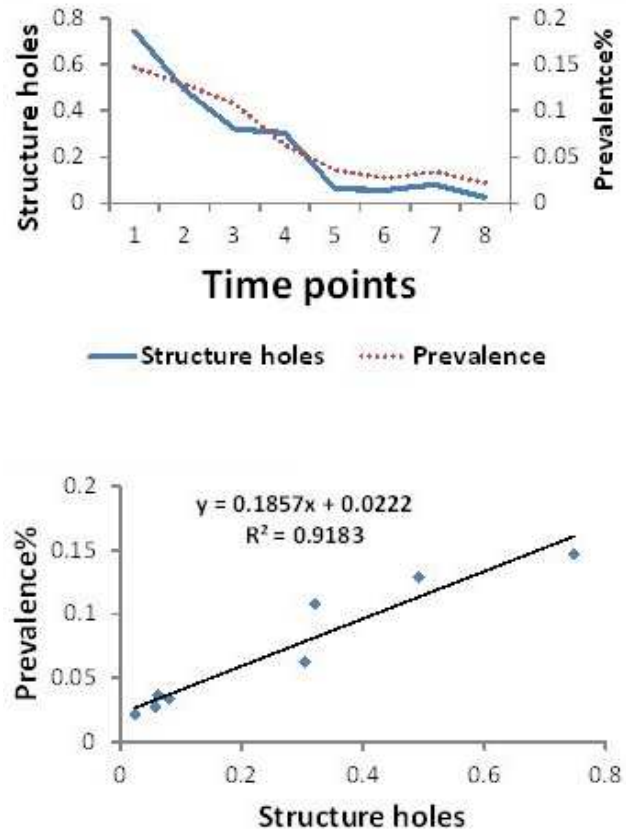 Structure holes
0.8
0.6
0.4
0.2
0
0.2
0.15
0.1
0.05
0
Prevalentce%
1 2 3 4 5 6 7 8
Time points
Structure holes Prevalence
Prevalence%
0.2
0.15
0.1
0.05
0
y = 0.1857x + 0.0222
R² = 0.9183
0 0.2 0.4 0.6 0.8
Structure holes